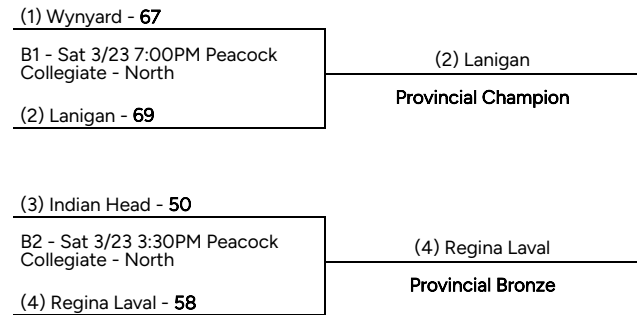 (1) Wynyard - 67
B1 - Sat 3/23 7:00PM Peacock
Collegiate - North
(2) Lanigan
Provincial Champion
(2) Lanigan - 69
(3) Indian Head - 50
B2 - Sat 3/23 3:30PM Peacock
Collegiate - North
(4) Regina Laval
Provincial Bronze
(4) Regina Laval - 58